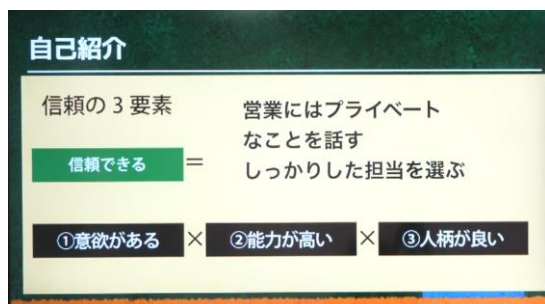 自己紹介
信頼の3要素
営業にはプライベート
なことを話す
しっかりした担当を選ぶ
信頼できる =
①意欲がある × ②能力が高い × ③人柄が良い